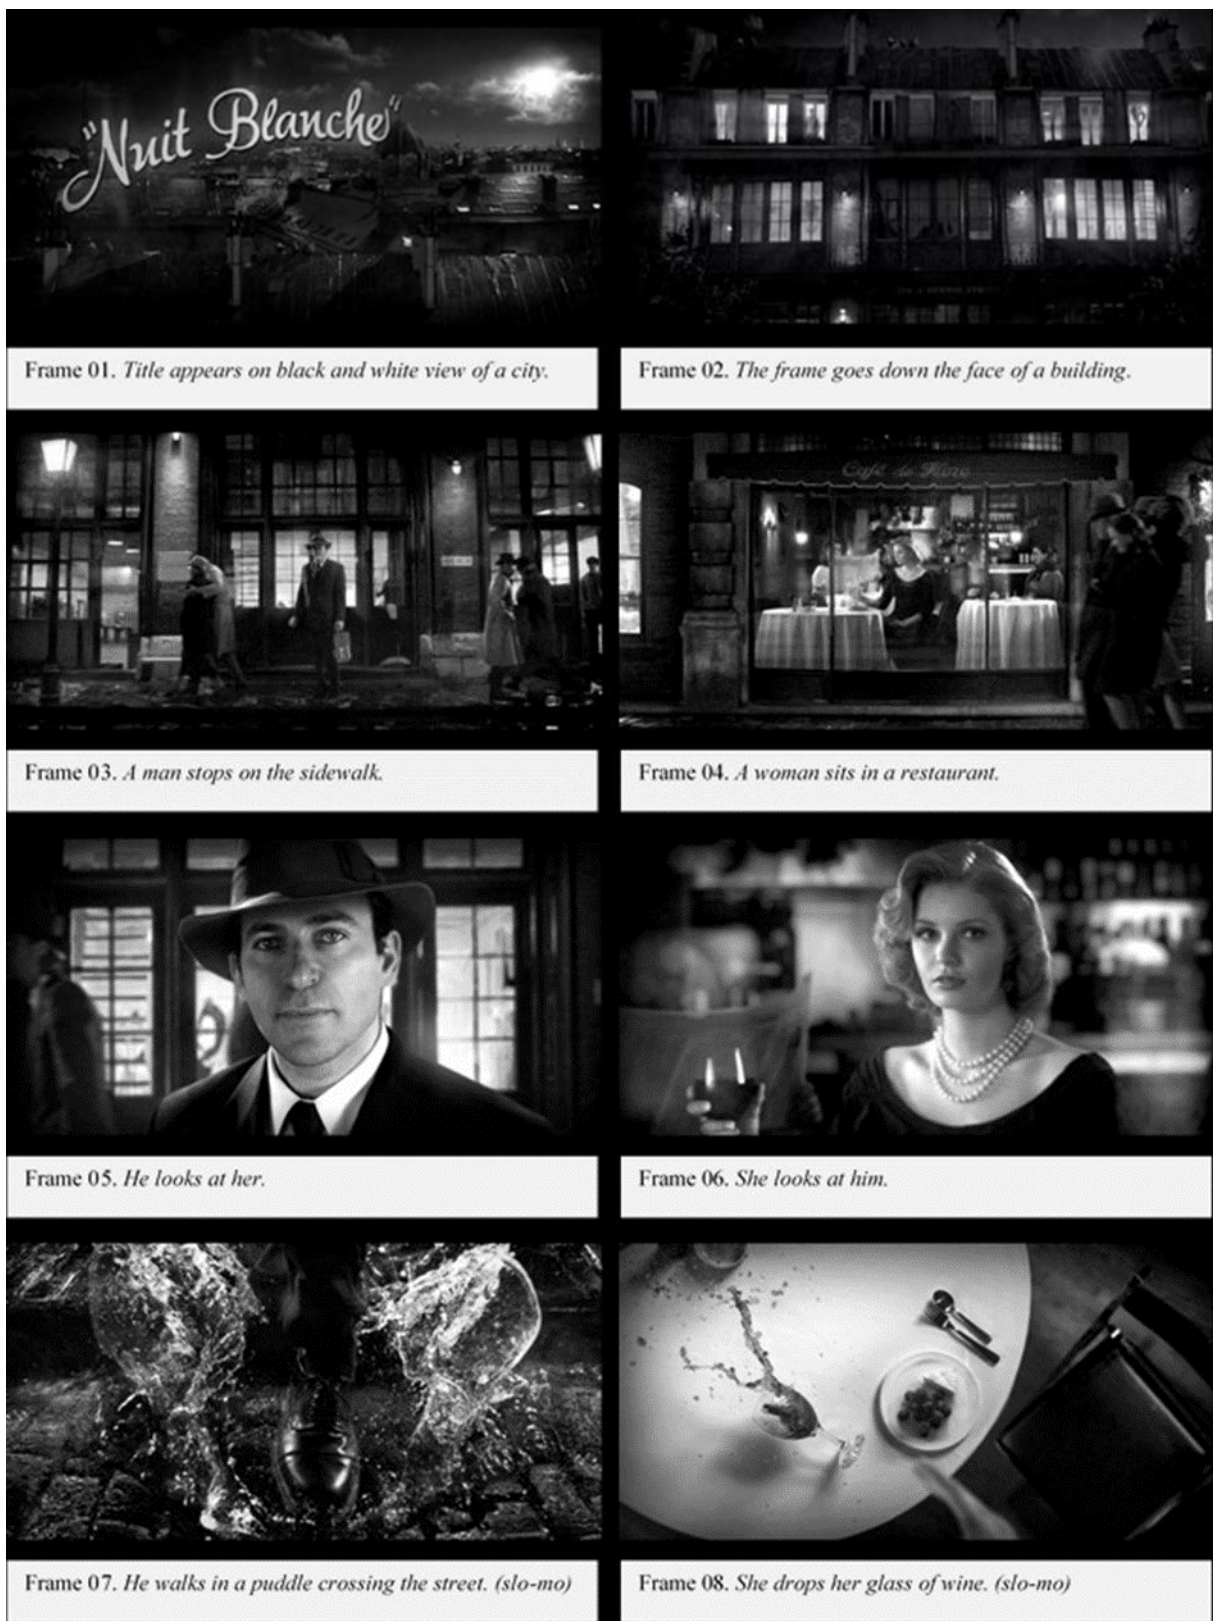 "Nuit Blanche"
Frame 01. Title appears on black and white view of a city.
Frame 02. The frame goes down the face of a building.
Café de Flore
Frame 03. A man stops on the sidewalk.
Frame 04. A woman sits in a restaurant.
Frame 05. He looks at her.
Frame 06. She looks at him.
Frame 07. He walks in a puddle crossing the street. (slo-mo)
Frame 08. She drops her glass of wine. (slo-mo)